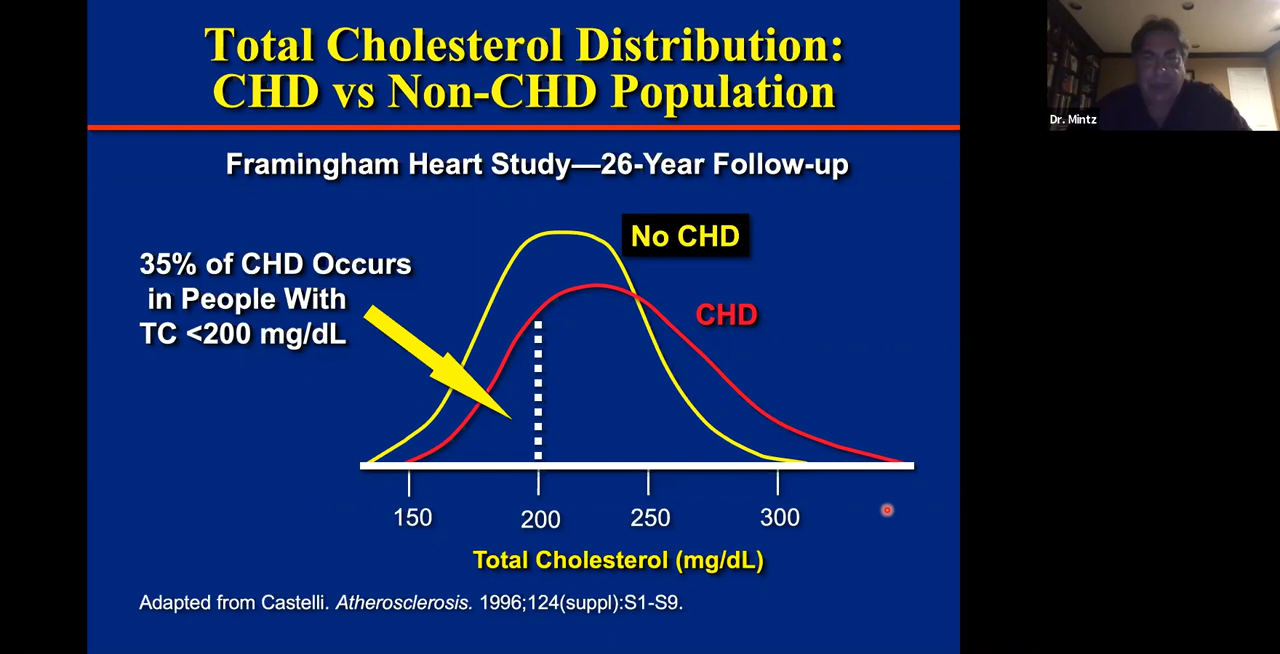 Total Cholesterol Distribution:
CHD vs Non-CHD Population
Framingham Heart Study—26-Year Follow-up
No CHD
35% of CHD Occurs
in People With
TC <200 mg/dL
CHD
150
200
250
300
Total Cholesterol (mg/dL)
Adapted from Castelli. Atherosclerosis. 1996;124(suppl):S1-S9.
Dr. Mintz